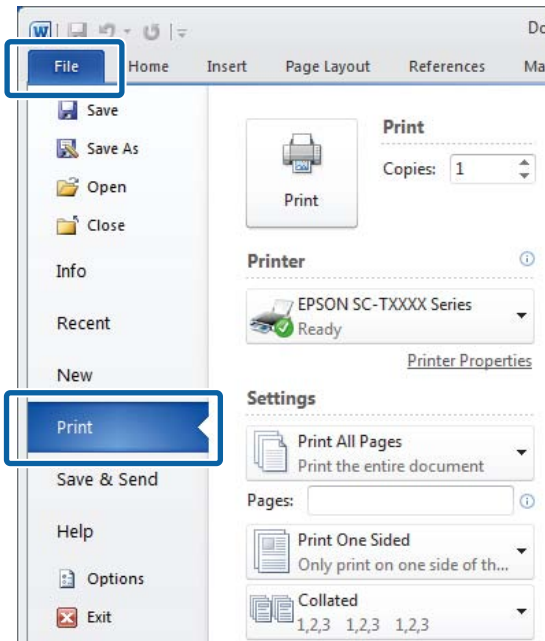 Do
File Home Insert Page Layout References Ma
Save
Save As
Open
Close
Info
Recent
New
Print
Save & Send
Help
Options
Exit
Print
Print
Copies: 1
Printer
EPSON SC-TXXXX Series
Ready
Printer Properties
Settings
Print All Pages
Print the entire document
Pages:
Print One Sided
Only print on one side of th...
Collated
1,2,3 1,2,3 1,2,3